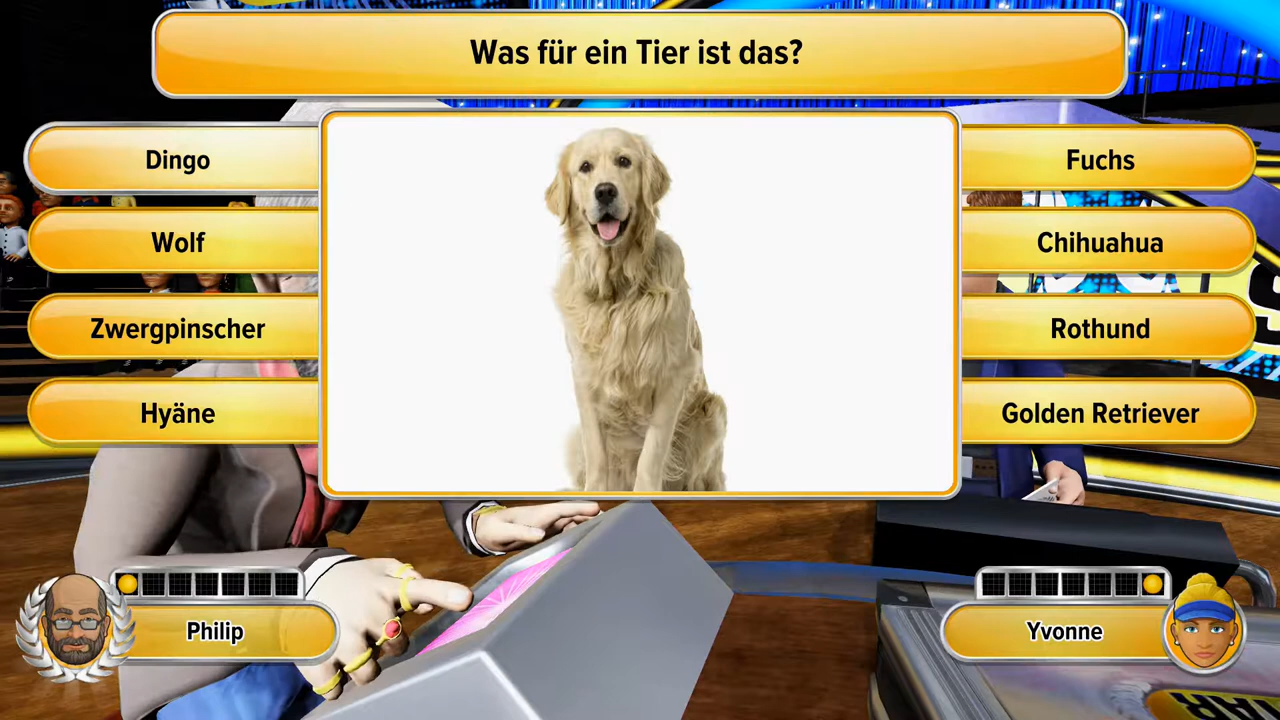 Was für ein Tier ist das?
Dingo
Wolf
Zwergpinscher
Hyäne
Fuchs
Chihuahua
Rothund
Golden Retriever
Philip
Yvonne